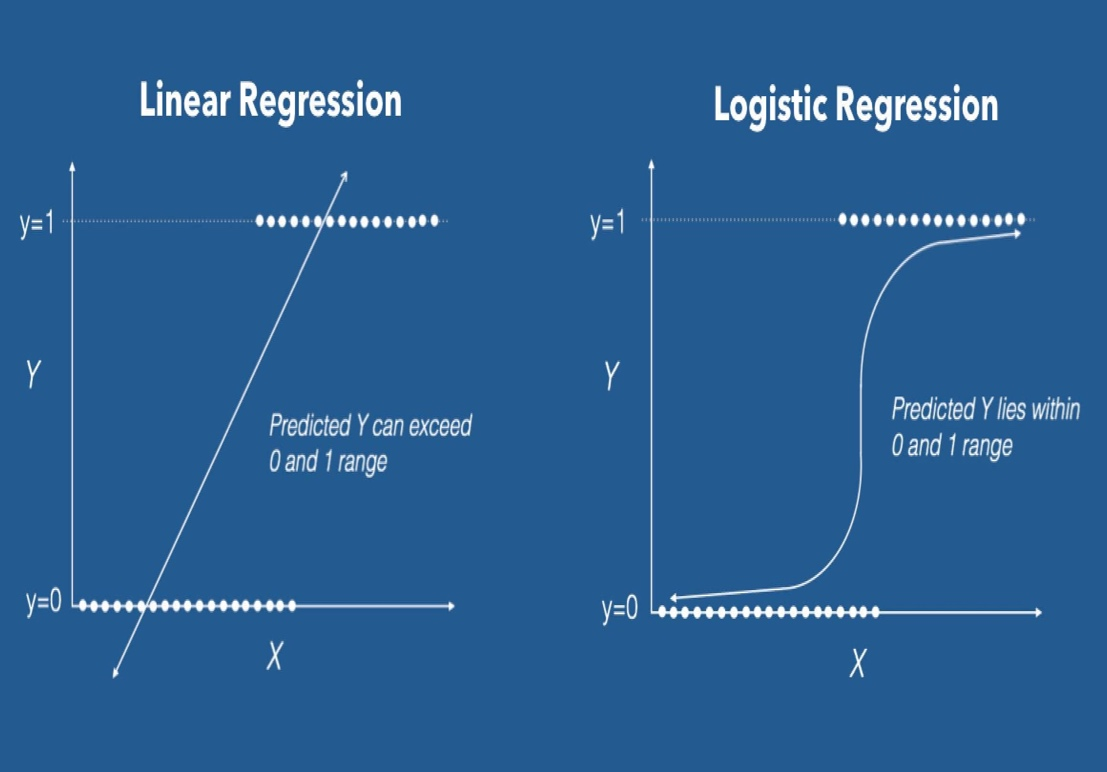 Linear Regression
y=1
Y
Predicted Y can exceed
0 and 1 range
y=0
X
Logistic Regression
y=1
Y
Predicted Y lies within
0 and 1 range
y=0
X